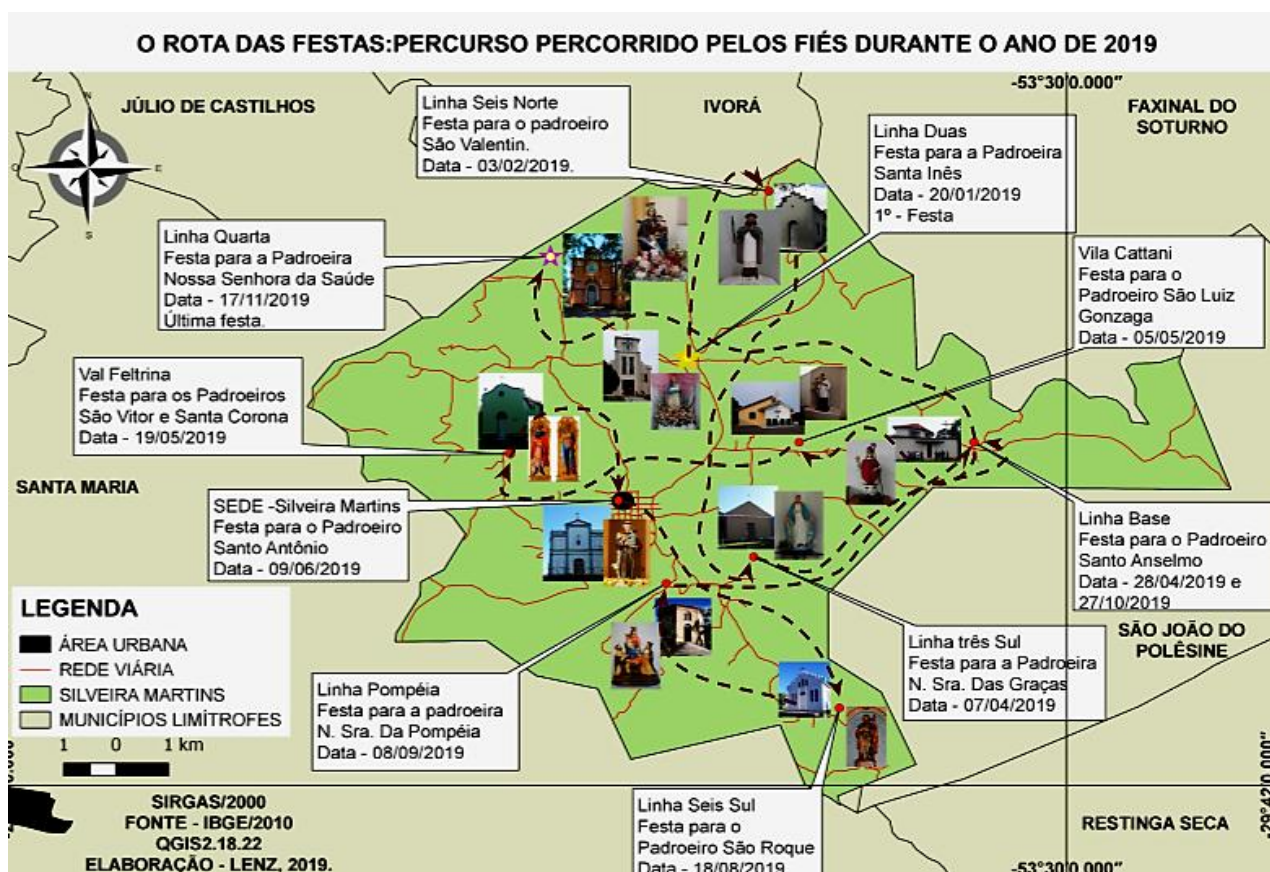 O ROTA DAS FESTAS:PERCURSO PERCORRIDO PELOS FIÉS DURANTE O ANO DE 2019
-53°30'0.000"
JÚLIO DE CASTILHOS
IVORÁ
FAXINAL DO
SOTURNO
N
O
E
S
Linha Seis Norte
Festa para o padroeiro
São Valentin.
Data - 03/02/2019.
Linha Duas
Festa para a Padroeira
Santa Inês
Data - 20/01/2019
1º - Festa
Linha Quarta
Festa para a Padroeira
Nossa Senhora da Saúde
Data - 17/11/2019
Última festa.
Vila Cattani
Festa para o
Padroeiro São Luiz
Gonzaga
Data - 05/05/2019
Val Feltrina
Festa para os Padroeiros
São Vitor e Santa Corona
Data - 19/05/2019
SANTA MARIA
SEDE -Silveira Martins
Festa para o Padroeiro
Santo Antônio
Data - 09/06/2019
Linha Base
Festa para o Padroeiro
Santo Anselmo
Data - 28/04/2019 e
27/10/2019
SÃO JOÃO DO
POLÊSINE
Linha três Sul
Festa para a Padroeira
N. Sra. Das Graças
Data - 07/04/2019
Linha Pompéia
Festa para a padroeira
N. Sra. Da Pompéia
Data - 08/09/2019
Linha Seis Sul
Festa para o
Padroeiro São Roque
Data - 18/08/2019
LEGENDA
ÁREA URBANA
REDE VIÁRIA
SILVEIRA MARTINS
MUNICÍPIOS LIMÍTROFES
1 0 1 km
SIRGAS/2000
FONTE - IBGE/2010
QGIS2.18.22
ELABORAÇÃO - LENZ, 2019.
RESTINGA SECA
-53°30'0.000"
-29°42'0.000"